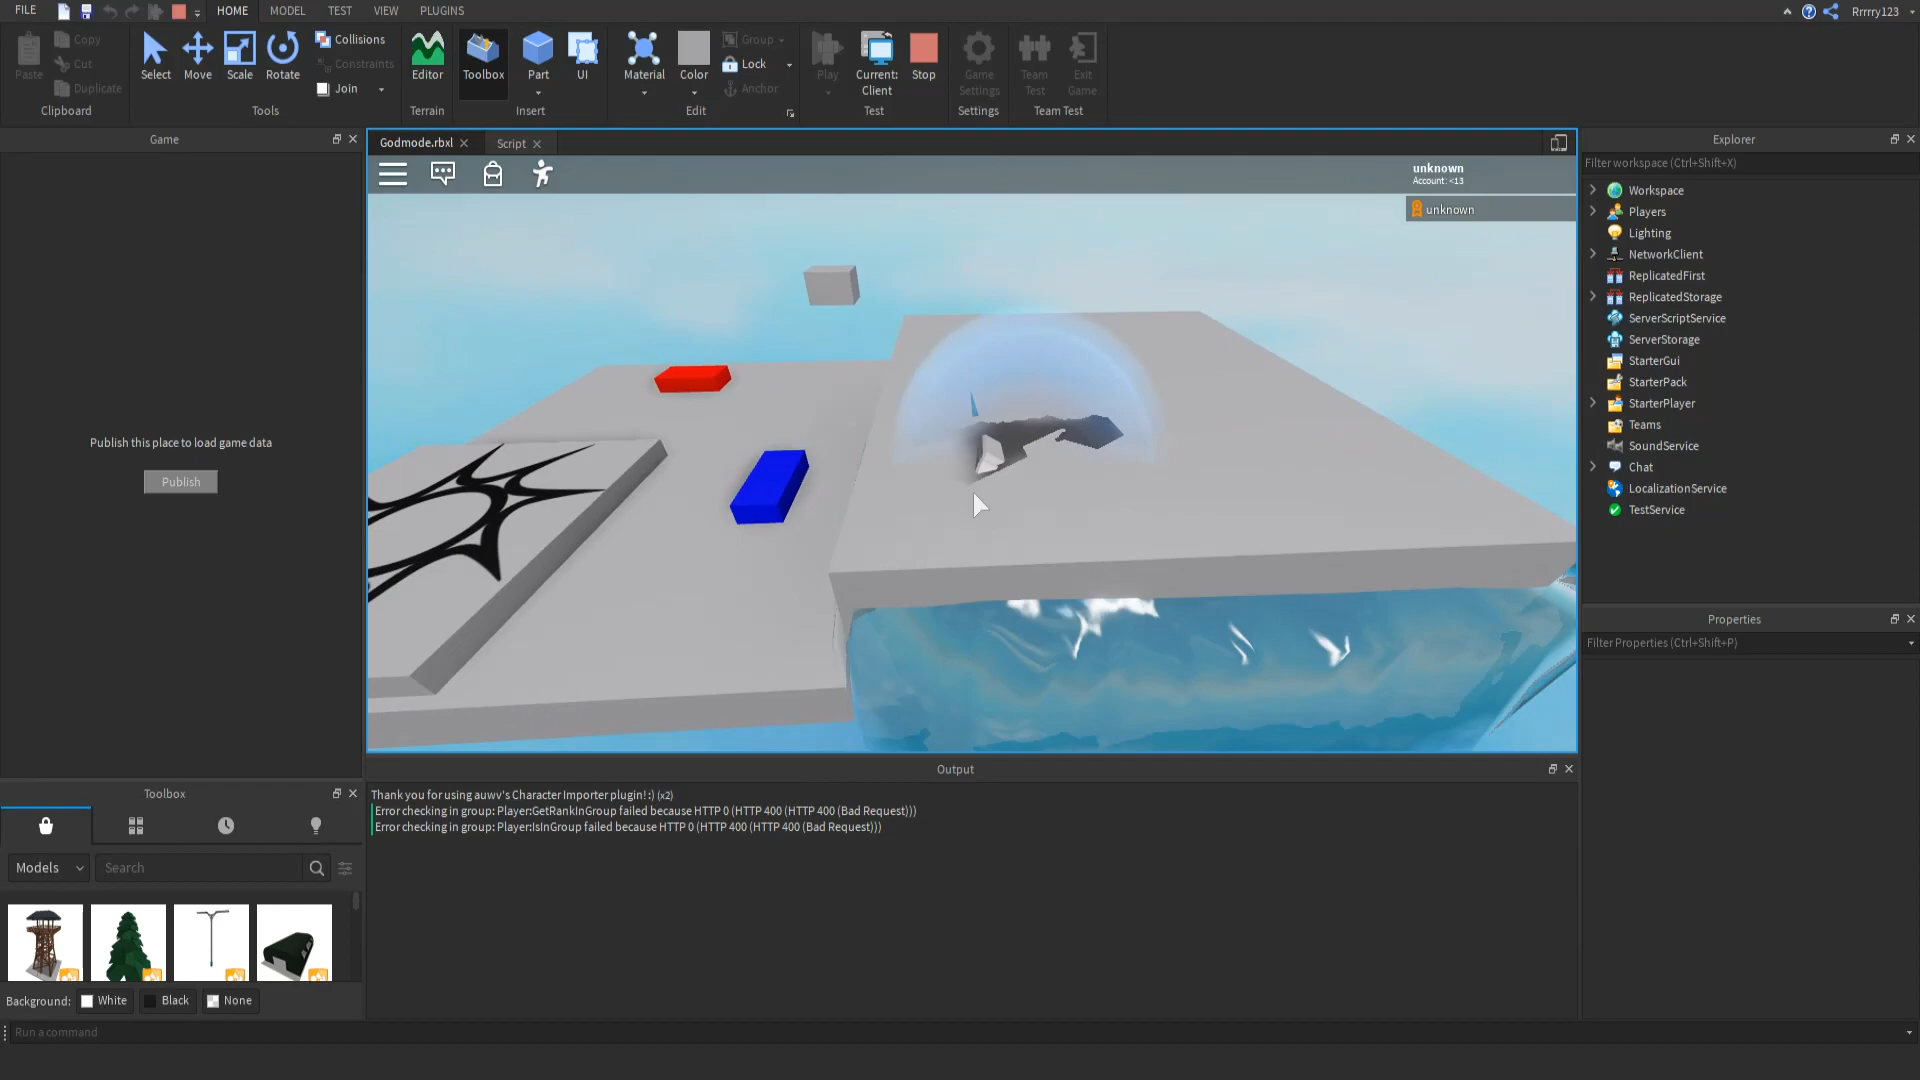 FILE HOME MODEL TEST VIEW PLUGINS Rrrrry123
Paste Copy Cut Duplicate
Clipboard
Select Move Scale Rotate Collisions Constraints Join
Tools
Editor
Terrain
Toolbox Part UI
Insert
Material Color Group Lock Anchor
Edit
Play Current: Client Stop
Test
Game Settings
Settings
Team Test Exit Game
Team Test
Game
Publish this place to load game data
Publish
Godmode.rbxl Script
unknown
Account: <13
unknown
Explorer
Filter workspace (Ctrl+Shift+X)
Workspace
Players
Lighting
NetworkClient
ReplicatedFirst
ReplicatedStorage
ServerScriptService
ServerStorage
StarterGui
StarterPack
StarterPlayer
Teams
SoundService
Chat
LocalizationService
TestService
Properties
Filter Properties (Ctrl+Shift+P)
Toolbox
Models Search
Background: White Black None
Output
Thank you for using auwv's Character Importer plugin! :) (x2)
Error checking in group: Player:GetRankInGroup failed because HTTP 0 (HTTP 400 (HTTP 400 (Bad Request)))
Error checking in group: Player:IsInGroup failed because HTTP 0 (HTTP 400 (HTTP 400 (Bad Request)))
Run a command